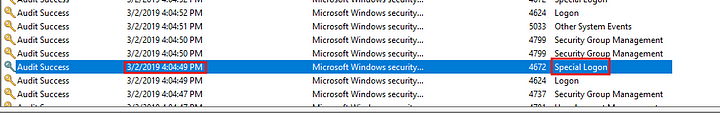 Audit Success 3/2/2019 4:04:52 PM Microsoft Windows security... 4672 Special Logon
Audit Success 3/2/2019 4:04:52 PM Microsoft Windows security... 4624 Logon
Audit Success 3/2/2019 4:04:51 PM Microsoft Windows security... 5033 Other System Events
Audit Success 3/2/2019 4:04:50 PM Microsoft Windows security... 4799 Security Group Management
Audit Success 3/2/2019 4:04:50 PM Microsoft Windows security... 4799 Security Group Management
Audit Success 3/2/2019 4:04:49 PM Microsoft Windows security... 4672 Special Logon
Audit Success 3/2/2019 4:04:49 PM Microsoft Windows security... 4624 Logon
Audit Success 3/2/2019 4:04:47 PM Microsoft Windows security... 4737 Security Group Management
Audit Success 3/2/2019 4:04:47 PM Microsoft Windows security...